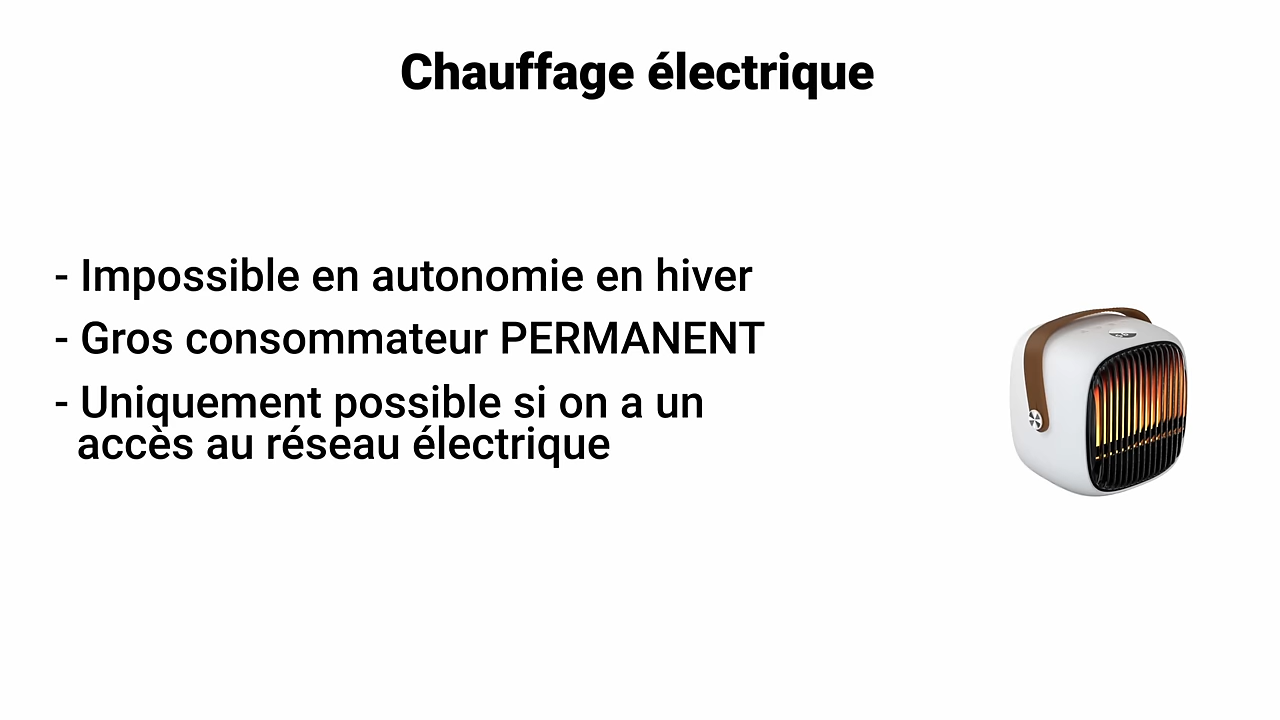 Chauffage électrique
- Impossible en autonomie en hiver
- Gros consommateur PERMANENT
- Uniquement possible si on a un
accès au réseau électrique